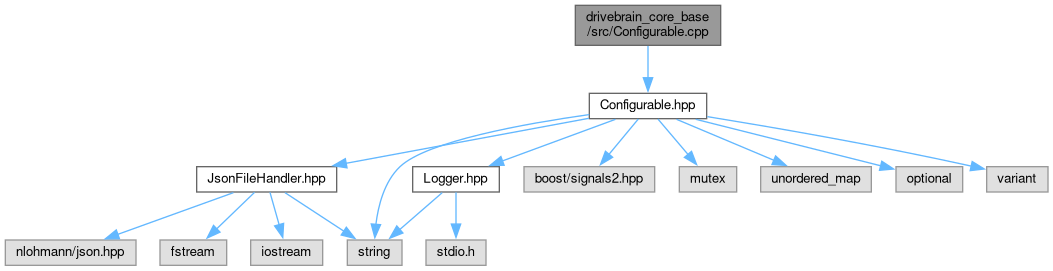 drivebrain_core_base
/src/Configurable.cpp
Configurable.hpp
JsonFileHandler.hpp
Logger.hpp
boost/signals2.hpp
mutex
unordered_map
optional
variant
nlohmann/json.hpp
fstream
iostream
string
stdio.h